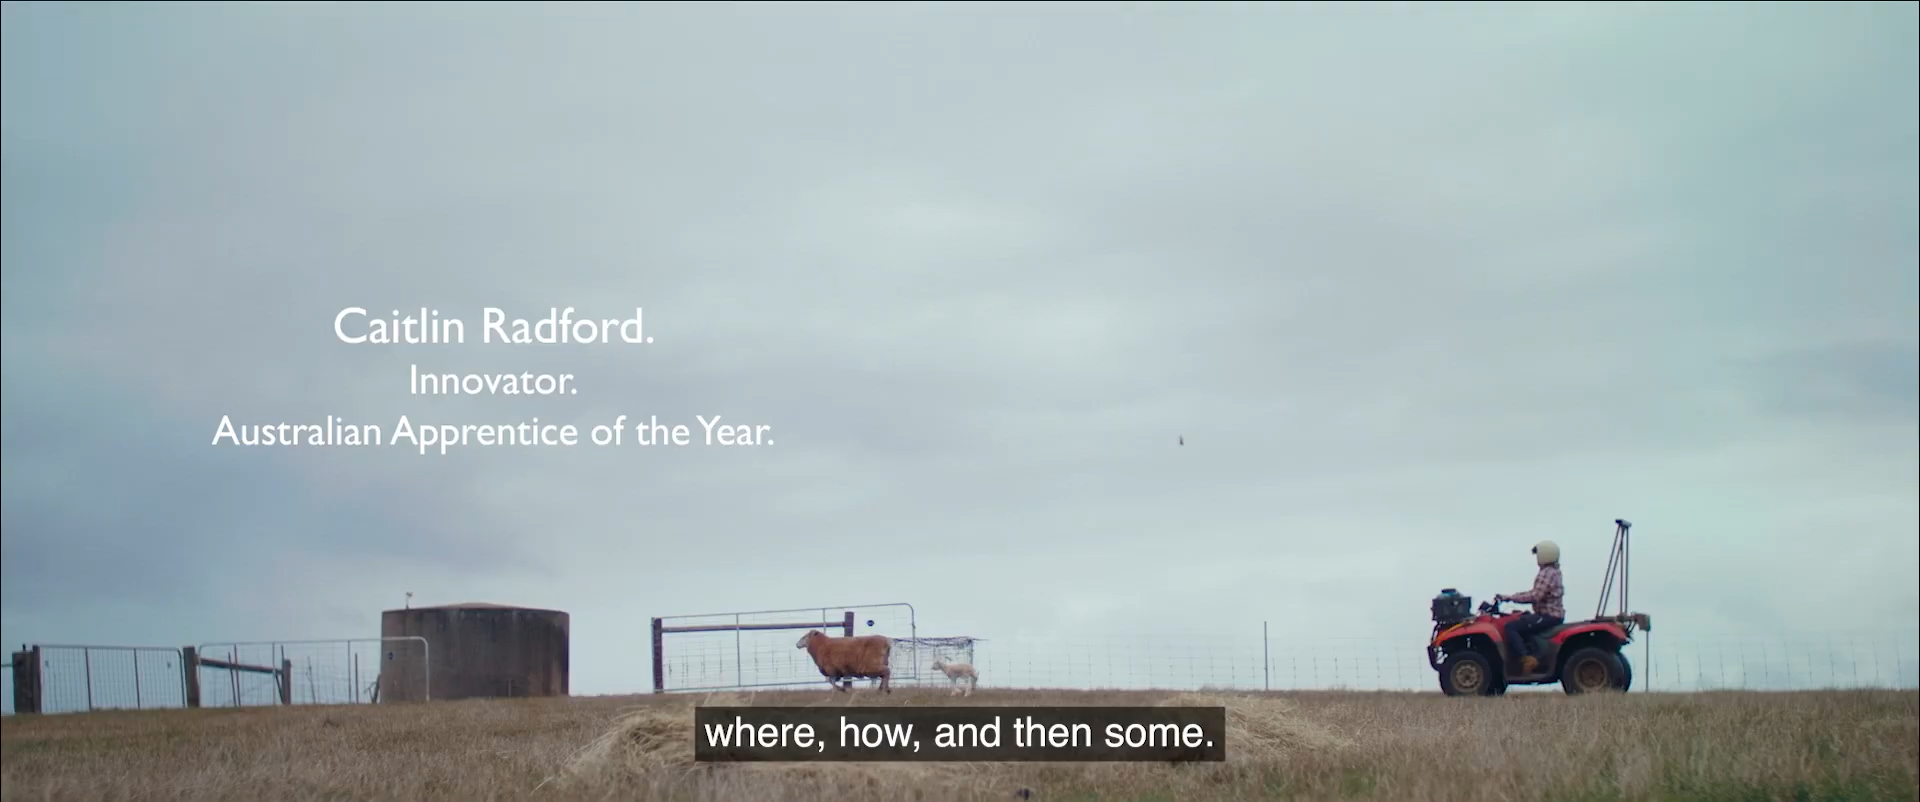 Caitlin Radford.
Innovator.
Australian Apprentice of the Year.
where, how, and then some.